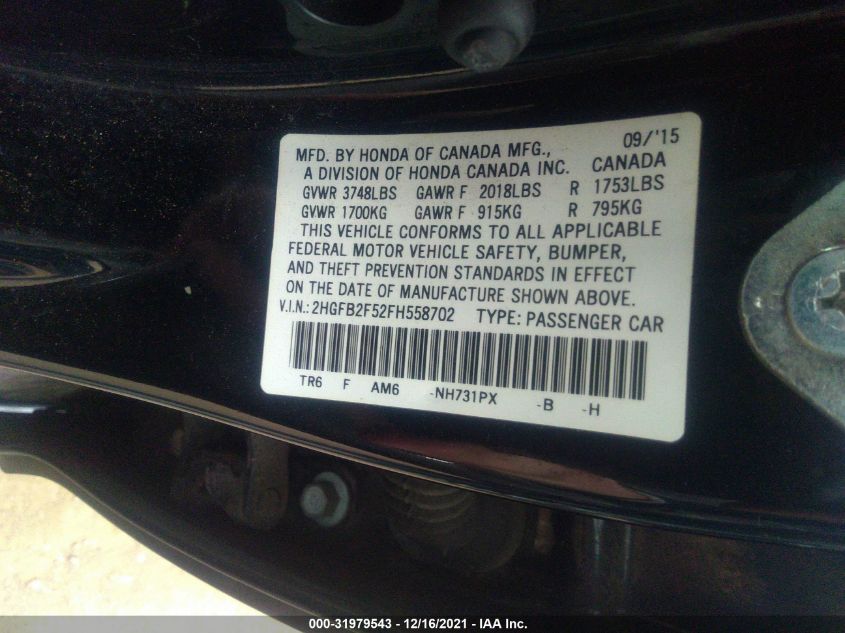 09/'15
MFD. BY HONDA OF CANADA MFG.,
A DIVISION OF HONDA CANADA INC. CANADA
GVWR 3748LBS GAWR F 2018LBS R 1753LBS
GVWR 1700KG GAWR F 915KG R 795KG
THIS VEHICLE CONFORMS TO ALL APPLICABLE
FEDERAL MOTOR VEHICLE SAFETY, BUMPER,
AND THEFT PREVENTION STANDARDS IN EFFECT
ON THE DATE OF MANUFACTURE SHOWN ABOVE.
V.I.N.: 2HGFB2F52FH558702 TYPE: PASSENGER CAR
TR6 F AM6 -NH731PX -B -H
000-31979543 - 12/16/2021 - IAA Inc.